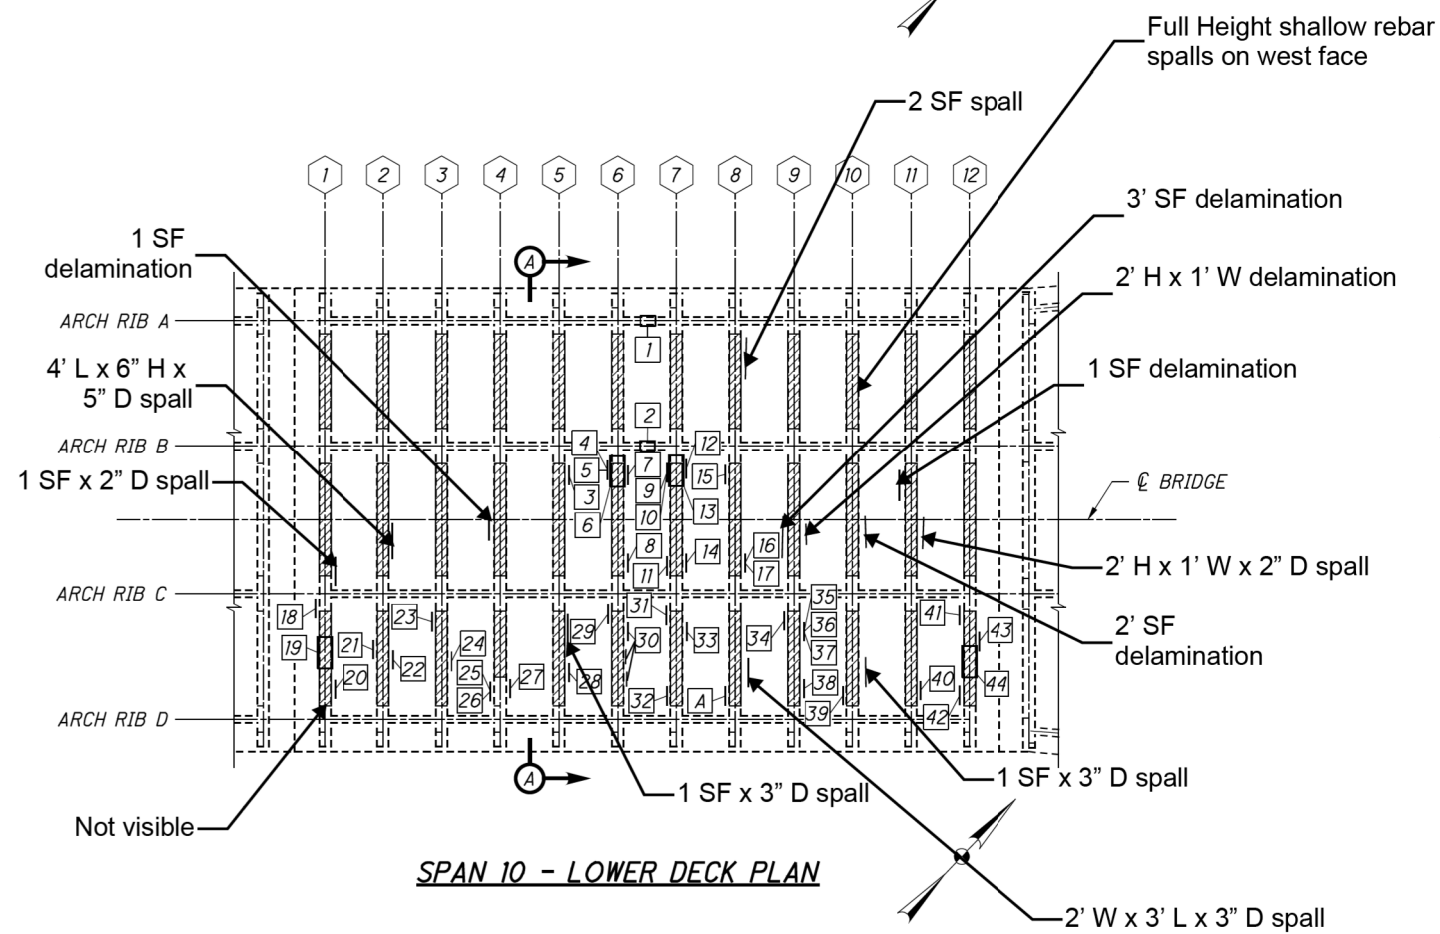 Full Height shallow rebar
spalls on west face
2 SF spall
1 2 3 4 5 6 7 8 9 10 11 12
3’ SF delamination
1 SF
delamination
A
2’ H x 1’ W delamination
ARCH RIB A
1
4’ L x 6” H x
5” D spall
1 SF delamination
2
ARCH RIB B
4 12
5 7 15
3 9
6 10 13
1 SF x 2” D spall
℄ BRIDGE
8 14 16
11 17
2’ H x 1’ W x 2” D spall
ARCH RIB C
18 23 31 35 41
29 30 33 34 36 43
19 21 24 37
22 25 27 28 38 40 44
20 26 32 A 39 42
2’ SF
delamination
ARCH RIB D
A
1 SF x 3” D spall
1 SF x 3” D spall
Not visible
SPAN 10 - LOWER DECK PLAN
2’ W x 3’ L x 3” D spall